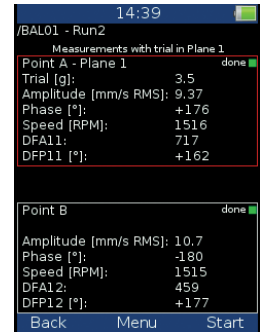 14:39
/BAL01 - Run2
Measurements with trial in Plane 1
Point A - Plane 1 done
Trial [g]: 3.5
Amplitude [mm/s RMS]: 9.37
Phase [°]: +176
Speed [RPM]: 1516
DFA11: 717
DFP11 [°]: +162
Point B done
Amplitude [mm/s RMS]: 10.7
Phase [°]: -180
Speed [RPM]: 1515
DFA12: 459
DFP12 [°]: +177
Back Menu Start